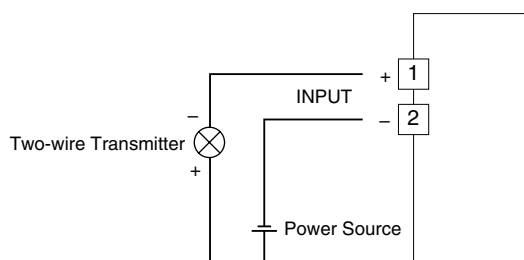 + 1
INPUT
– 2
–
Two-wire Transmitter
+
Power Source